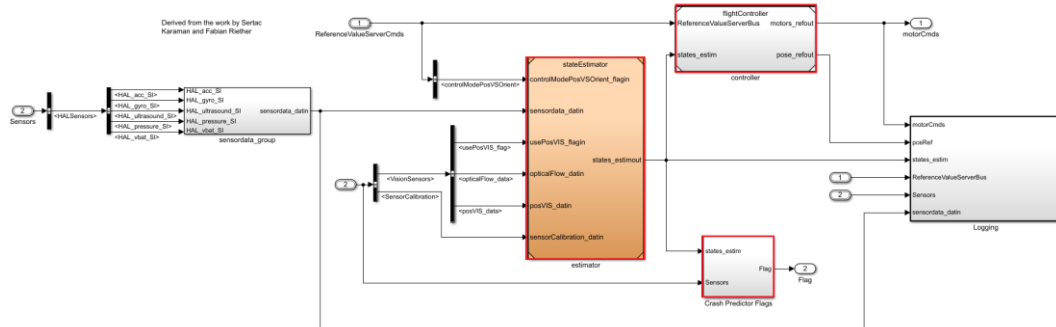 Derived from the work by Sertac
Karaman and Fabian Riether
1
ReferenceValueServerCmds
flightController
ReferenceValueServerBus
motors_refout
states_estim
pose_refout
controller
1
motorCmds
2
Sensors
<HALSensors>
<HAL_acc_SI>
<HAL_gyro_SI>
<HAL_ultrasound_SI>
<HAL_pressure_SI>
<HAL_vbat_SI>
HAL_acc_SI
HAL_gyro_SI
HAL_ultrasound_SI
HAL_pressure_SI
HAL_vbat_SI
sensordata_datin
sensordata_group
<controlModePosVSOrient>
2
<VisionSensors>
<SensorCalibration>
<usePosVIS_flag>
<opticalFlow_data>
<posVIS_data>
stateEstimator
controlModePosVSOrient_flagin
sensordata_datin
usePosVIS_flagin
opticalFlow_datin
posVIS_datin
sensorCalibration_datin
states_estimout
estimator
states_estim
Sensors
Flag
Crash Predictor Flags
2
Flag
1
2
motorCmds
posRef
states_estim
ReferenceValueServerBus
Sensors
sensordata_datin
Logging